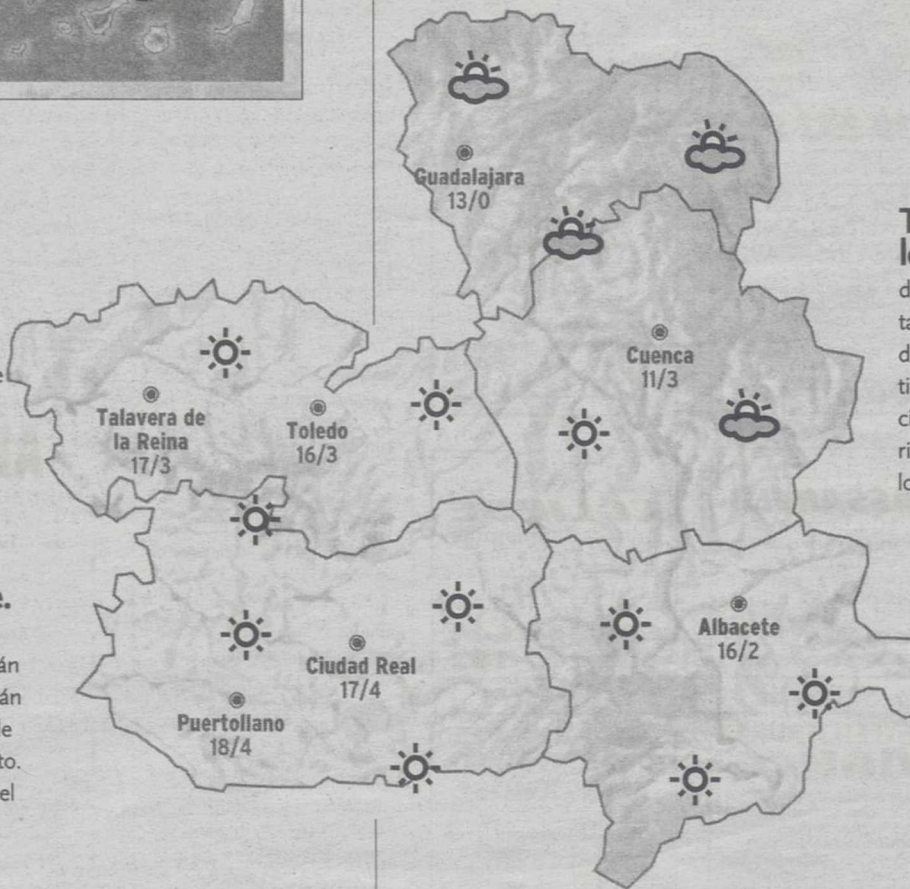 Guadalajara
13/0
Cuenca
11/3
Talavera de
la Reina
17/3
Toledo
16/3
Albacete
16/2
Ciudad Real
17/4
Puertollano
18/4